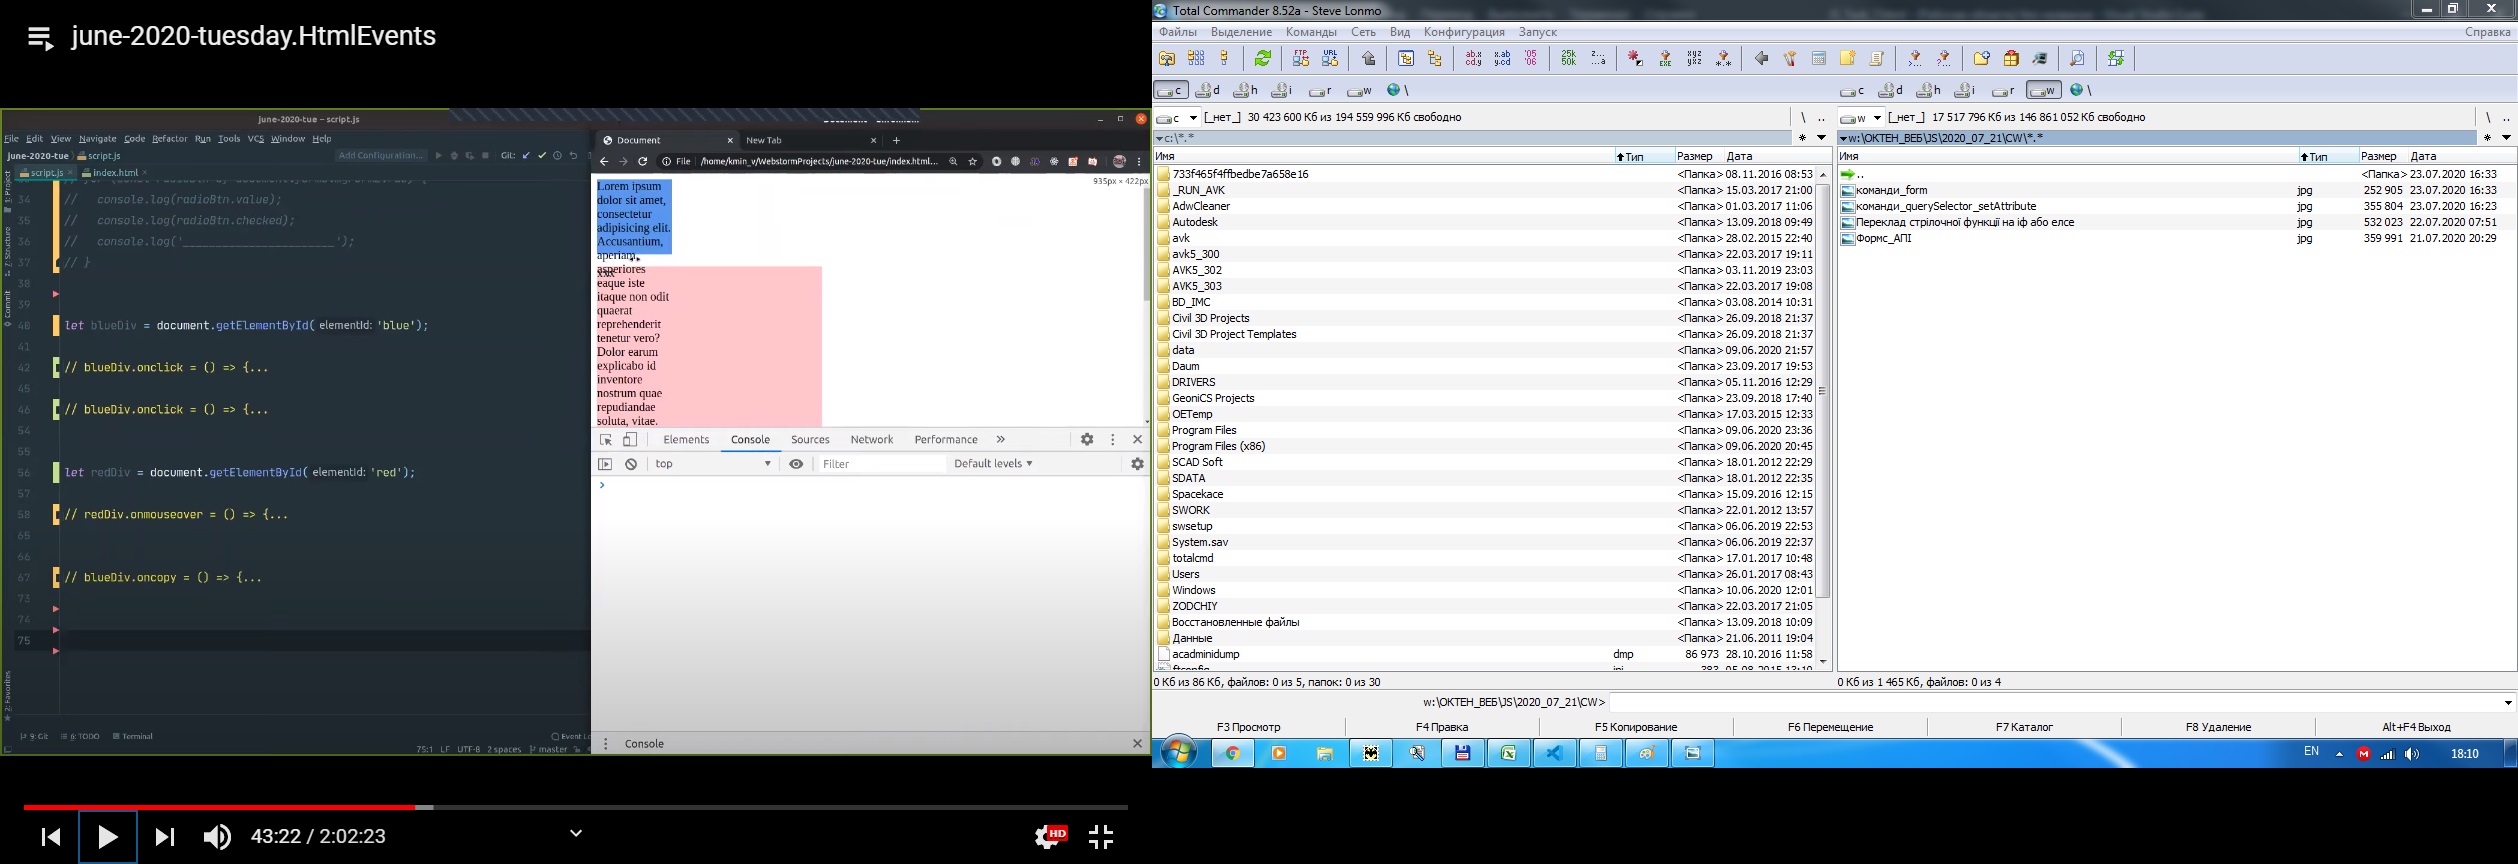 june-2020-tuesday.HtmlEvents
june-2020-tue – script.js
File Edit View Navigate Code Refactor Run Tools VCS Window Help
june-2020-tue script.js Add Configuration... Git:
script.js index.html
34 // console.log(radioBtn.value);
35 // console.log(radioBtn.checked);
36 // console.log('_______________________');
37 // }
38
39
40 let blueDiv = document.getElementById( elementId: 'blue');
41
42 // blueDiv.onclick = () => {...
45
46 // blueDiv.onclick = () => {...
54
55
56 let redDiv = document.getElementById( elementId: 'red');
57
58 // redDiv.onmouseover = () => {...
65
66
67 // blueDiv.oncopy = () => {...
73
74
75
1: Project
7: Structure
Commit
2: Favorites
9: Git 6: TODO Terminal
75:1 LF UTF-8 2 spaces master
Document New Tab
File /home/kmin_v/WebstormProjects/june-2020-tue/index.html...
935px × 422px
Lorem ipsum
dolor sit amet,
consectetur
adipisicing elit.
Accusantium,
aperiam,
asperiores
xxx
eaque iste
itaque non odit
quaerat
reprehenderit
tenetur vero?
Dolor earum
explicabo id
inventore
nostrum quae
repudiandae
soluta, vitae.
Elements Console Sources Network Performance »
top Filter Default levels
Console
43:22 / 2:02:23
HD
Total Commander 8.52a - Steve Lonmo
Файлы Выделение Команды Сеть Вид Конфигурация Запуск Справка
c d h i r w \
c d h i r w \
c [_нет_] 30 423 600 Кб из 194 559 996 Кб свободно \ ..
w [_нет_] 17 517 796 Кб из 146 861 052 Кб свободно \ ..
c:\*.*
Имя Тип Размер Дата
733f465f4ffbedbe7a658e16 <Папка> 08.11.2016 08:53
_RUN_AVK <Папка> 15.03.2017 21:00
AdwCleaner <Папка> 01.03.2017 11:06
Autodesk <Папка> 13.09.2018 09:49
avk <Папка> 28.02.2015 22:40
avk5_300 <Папка> 22.03.2017 19:11
AVK5_302 <Папка> 03.11.2019 23:03
AVK5_303 <Папка> 22.03.2017 19:08
BD_IMC <Папка> 03.08.2014 10:31
Civil 3D Projects <Папка> 26.09.2018 21:37
Civil 3D Project Templates <Папка> 26.09.2018 21:37
data <Папка> 09.06.2020 21:57
Daum <Папка> 23.09.2017 19:53
DRIVERS <Папка> 05.11.2016 12:29
GeoniCS Projects <Папка> 23.09.2018 17:40
OETemp <Папка> 17.03.2015 12:33
Program Files <Папка> 09.06.2020 23:36
Program Files (x86) <Папка> 09.06.2020 20:45
SCAD Soft <Папка> 18.01.2012 22:29
SDATA <Папка> 18.01.2012 22:35
Spacekace <Папка> 15.09.2016 12:15
SWORK <Папка> 22.01.2012 13:57
swsetup <Папка> 06.06.2019 22:53
System.sav <Папка> 06.06.2019 22:37
totalcmd <Папка> 17.01.2017 10:48
Users <Папка> 26.01.2017 08:43
Windows <Папка> 10.06.2020 12:01
ZODCHIY <Папка> 22.03.2017 21:05
Восстановленные файлы <Папка> 13.09.2018 10:09
Данные <Папка> 21.06.2011 19:04
acadminidump dmp 86 973 28.10.2016 11:58
0 Кб из 86 Кб, файлов: 0 из 5, папок: 0 из 30
w:\ОКТЕН_ВЕБ\JS\2020_07_21\CW\*.*
Имя Тип Размер Дата
.. <Папка> 23.07.2020 16:33
команди_form jpg 252 905 23.07.2020 16:33
команди_querySelector_setAttribute jpg 355 804 23.07.2020 16:23
Переклад стрілочної функції на іф або елсе jpg 532 023 22.07.2020 07:51
Формс_АПІ jpg 359 991 21.07.2020 20:29
0 Кб из 1 465 Кб, файлов: 0 из 4
w:\ОКТЕН_ВЕБ\JS\2020_07_21\CW>
F3 Просмотр F4 Правка F5 Копирование F6 Перемещение F7 Каталог F8 Удаление Alt+F4 Выход
EN 18:10